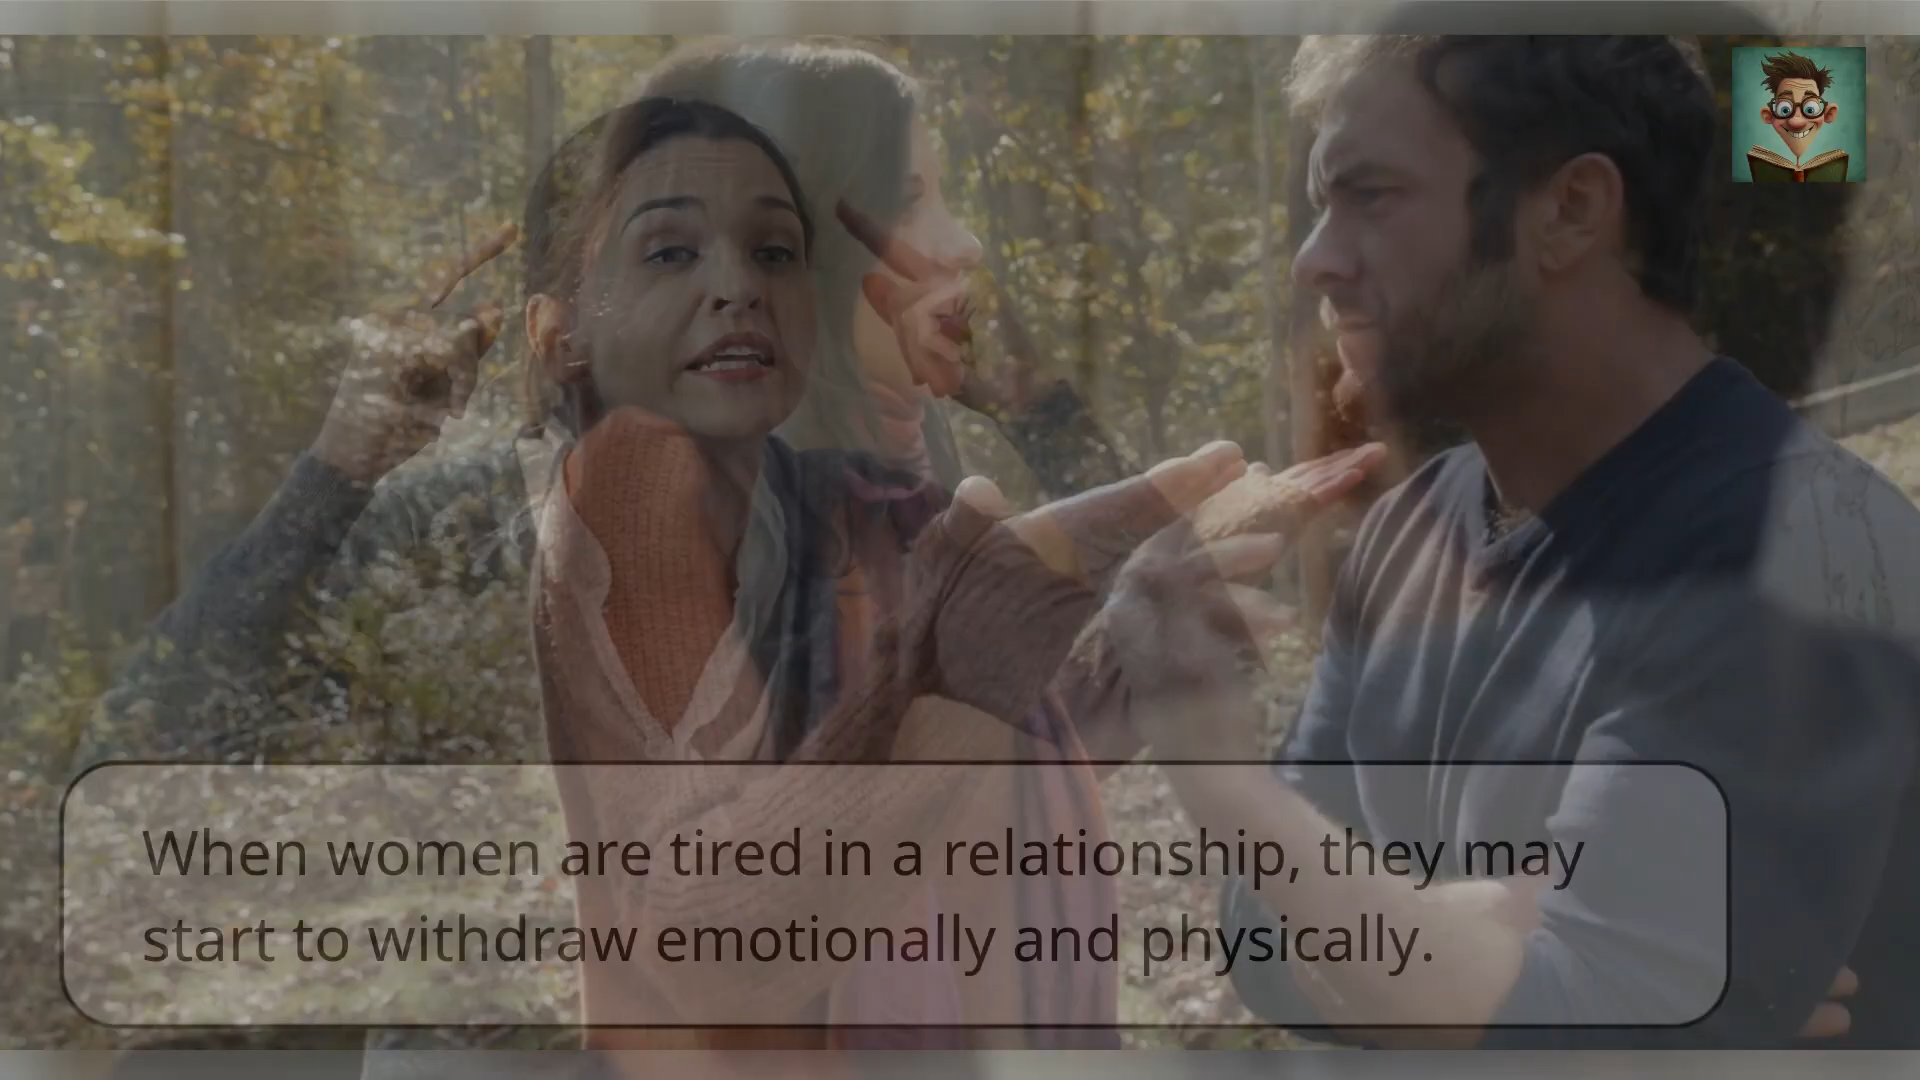 When women are tired in a relationship, they may
start to withdraw emotionally and physically.